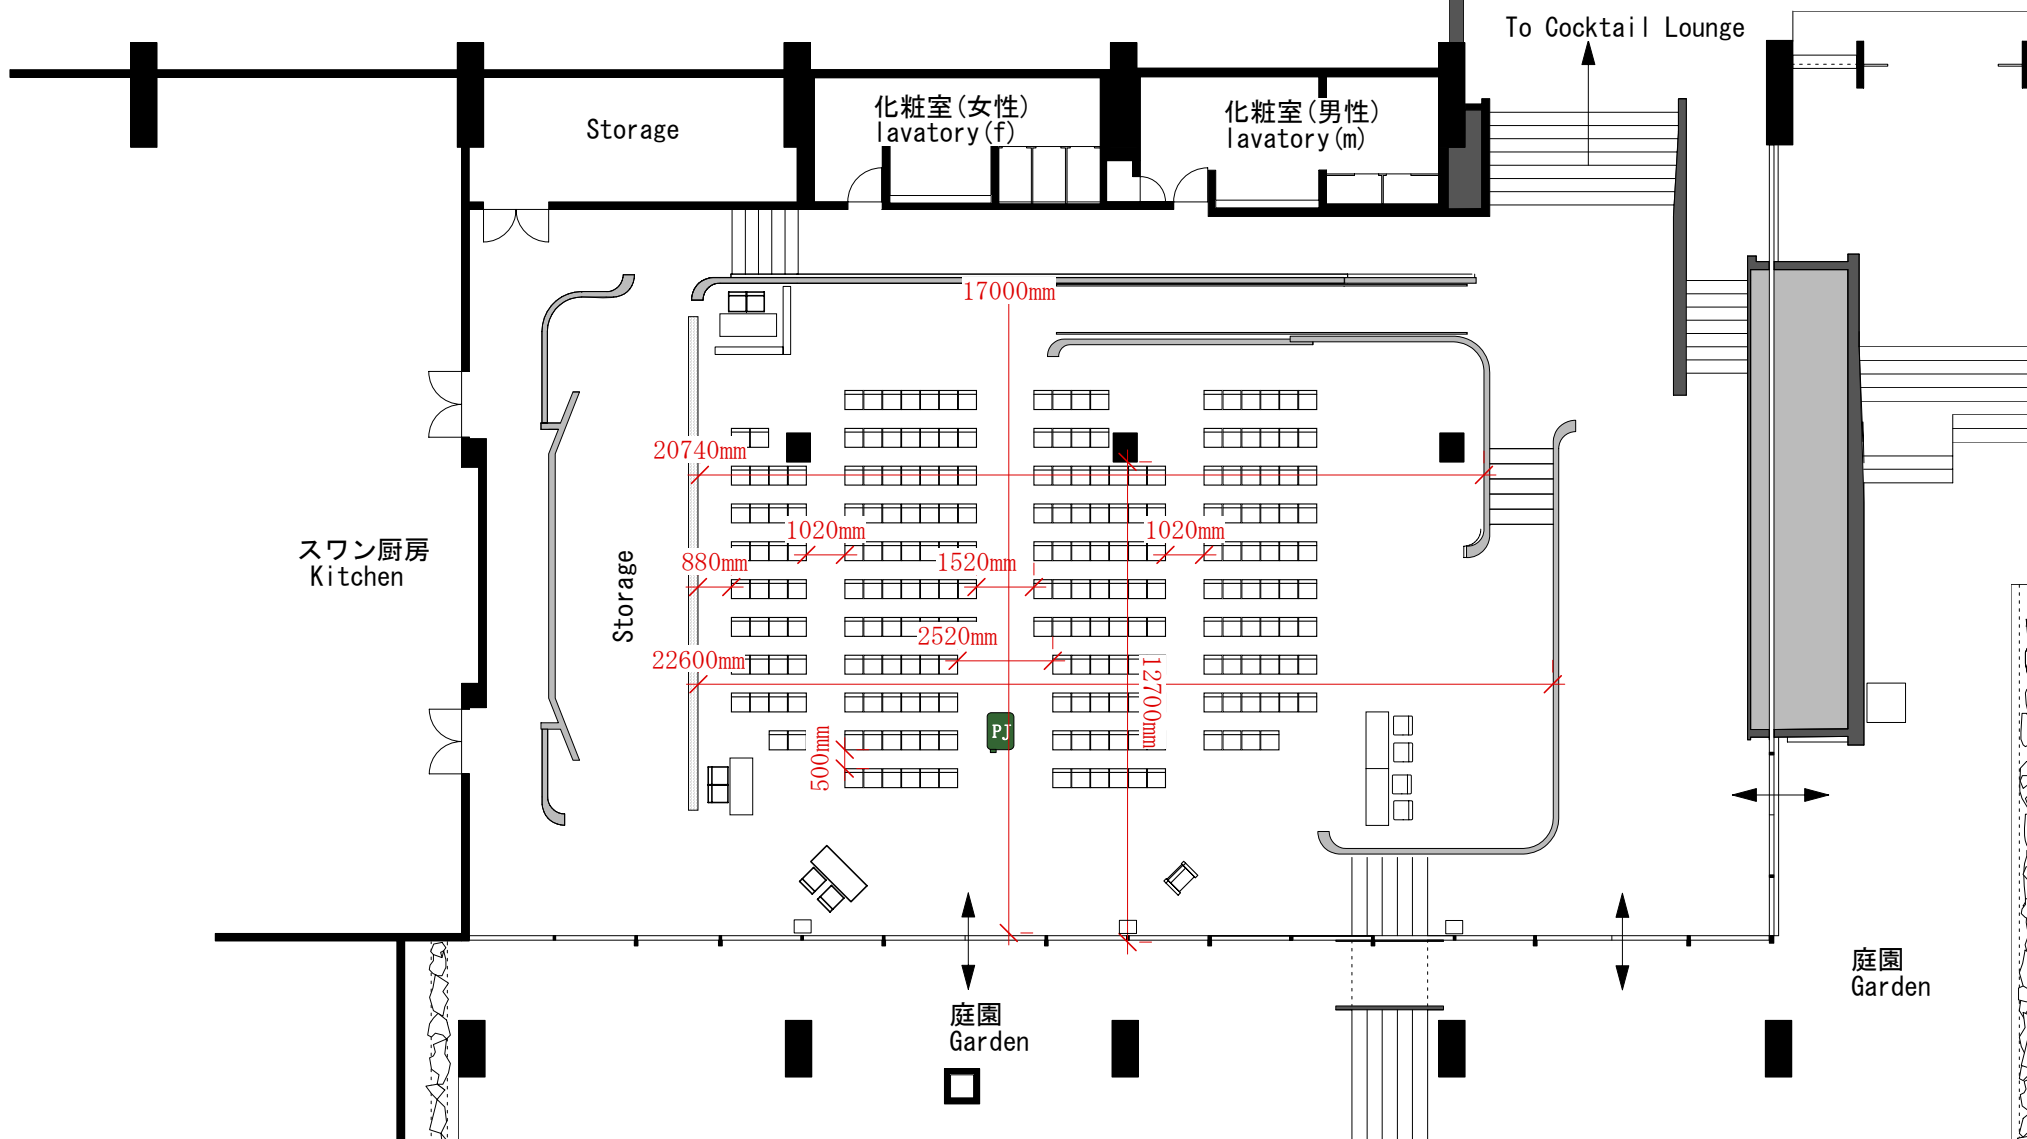 To Cocktail Lounge
Storage
化粧室(女性)
lavatory(f)
化粧室(男性)
lavatory(m)
17000mm
20740mm
1020mm
1020mm
880mm
1520mm
スワン厨房
Kitchen
Storage
2520mm
22600mm
12700mm
PJ
500mm
庭園
Garden
庭園
Garden